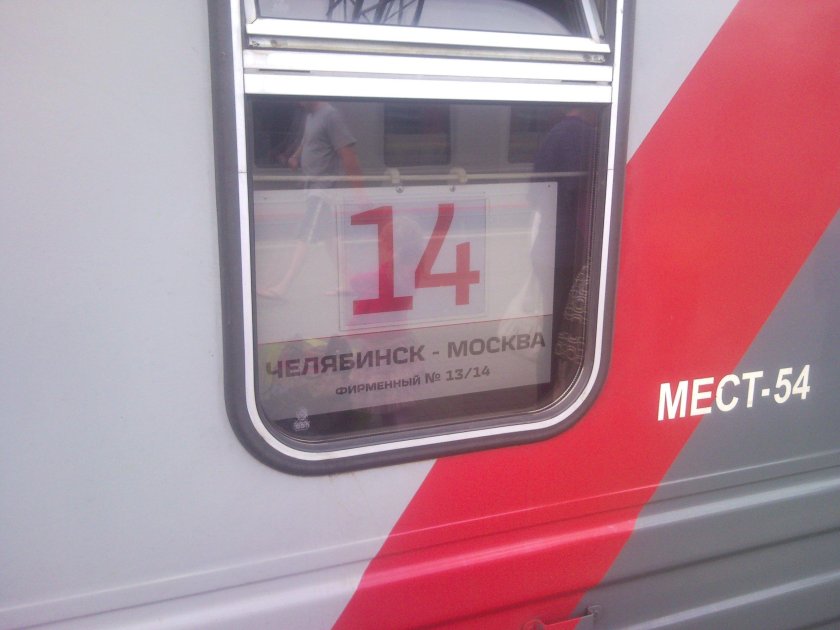 14
ЧЕЛЯБИНСК - МОСКВА
ФИРМЕННЫЙ № 13/14
МЕСТ-54